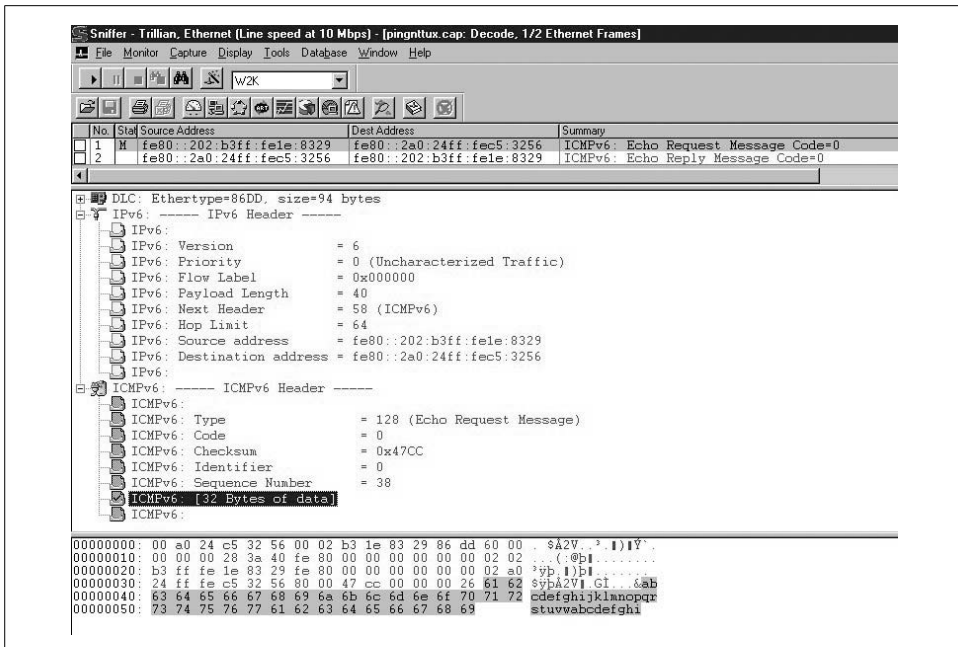 Sniffer - Trillian, Ethernet (Line speed at 10 Mbps) - [pingnttux.cap: Decode, 1/2 Ethernet Frames]
File Monitor Capture Display Tools Database Window Help
W2K
No. Stat Source Address Dest Address Summary
1 M fe80::202:b3ff:fe1e:8329 fe80::2a0:24ff:fec5:3256 ICMPv6: Echo Request Message Code=0
2 fe80::2a0:24ff:fec5:3256 fe80::202:b3ff:fe1e:8329 ICMPv6: Echo Reply Message Code=0
DLC: Ethertype=86DD, size=94 bytes
IPv6: ----- IPv6 Header -----
IPv6:
IPv6: Version = 6
IPv6: Priority = 0 (Uncharacterized Traffic)
IPv6: Flow Label = 0x000000
IPv6: Payload Length = 40
IPv6: Next Header = 58 (ICMPv6)
IPv6: Hop Limit = 64
IPv6: Source address = fe80::202:b3ff:fe1e:8329
IPv6: Destination address = fe80::2a0:24ff:fec5:3256
IPv6:
ICMPv6: ----- ICMPv6 Header -----
ICMPv6:
ICMPv6: Type = 128 (Echo Request Message)
ICMPv6: Code = 0
ICMPv6: Checksum = 0x47CC
ICMPv6: Identifier = 0
ICMPv6: Sequence Number = 38
ICMPv6: [32 Bytes of data]
ICMPv6:
00000000: 00 a0 24 c5 32 56 00 02 b3 1e 83 29 86 dd 60 00 . $Å2V..³.▮)▮Ý`.
00000010: 00 00 00 28 3a 40 fe 80 00 00 00 00 00 00 02 02 ...(:@þ▮........
00000020: b3 ff fe 1e 83 29 fe 80 00 00 00 00 00 00 02 a0 ³ÿþ.▮)þ▮.......
00000030: 24 ff fe c5 32 56 80 00 47 cc 00 00 00 26 61 62 $ÿþÅ2V▮.GÌ...&ab
00000040: 63 64 65 66 67 68 69 6a 6b 6c 6d 6e 6f 70 71 72 cdefghijklmnopqr
00000050: 73 74 75 76 77 61 62 63 64 65 66 67 68 69 stuvwabcdefghi